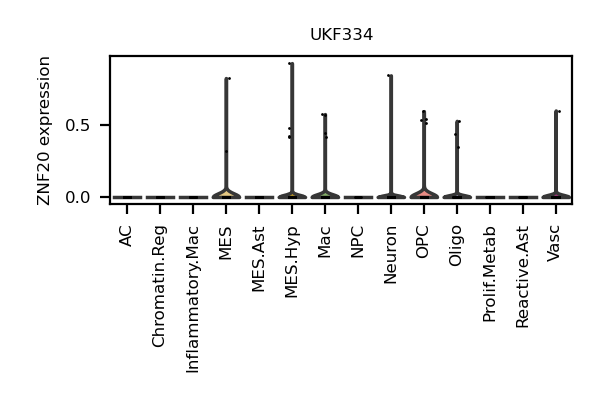 UKF334
ZNF20 expression
0.5
0.0
AC
Chromatin.Reg
Inflammatory.Mac
MES
MES.Ast
MES.Hyp
Mac
NPC
Neuron
OPC
Oligo
Prolif.Metab
Reactive.Ast
Vasc